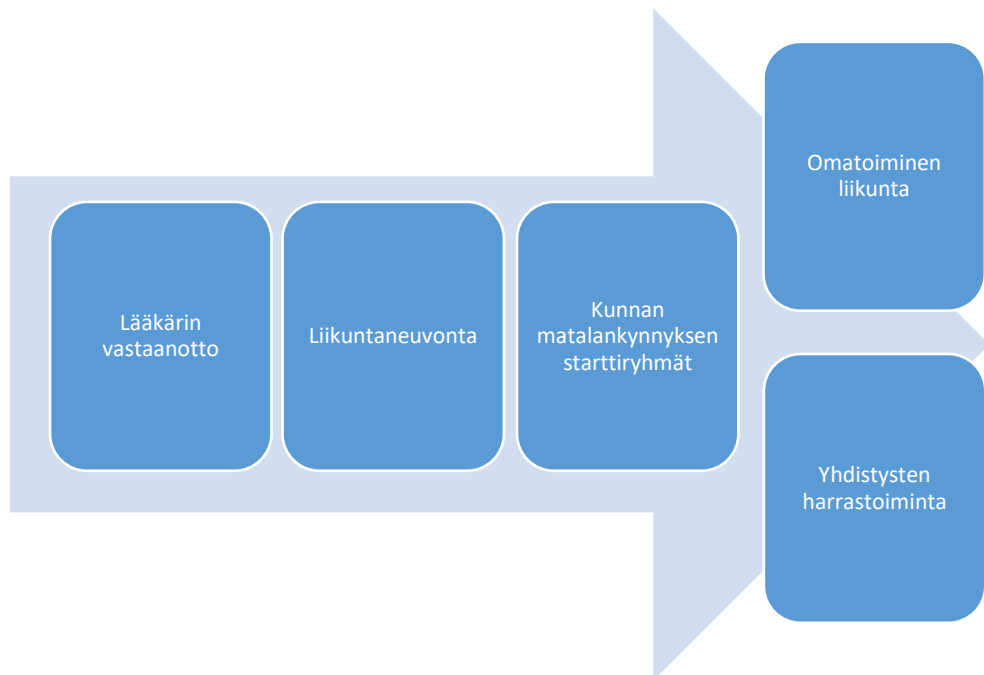 Lääkärin
vastaanotto
Liikuntaneuvonta
Kunnan
matalankynnyksen
starttiryhmät
Omatoiminen
liikunta
Yhdistysten
harrastoiminta